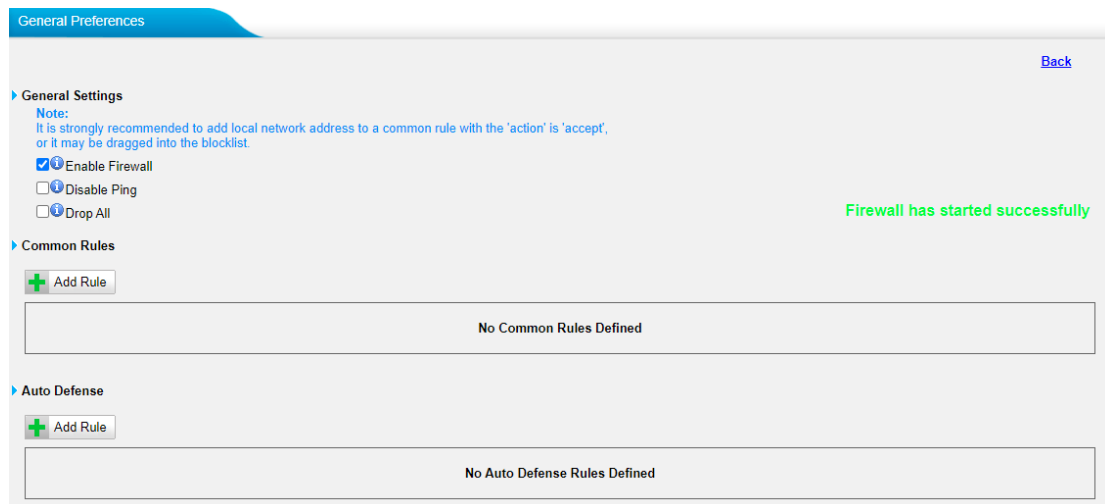 General Preferences
Back
General Settings
Note:
It is strongly recommended to add local network address to a common rule with the 'action' is 'accept',
or it may be dragged into the blocklist.
Enable Firewall
Disable Ping
Drop All
Firewall has started successfully
Common Rules
Add Rule
No Common Rules Defined
Auto Defense
Add Rule
No Auto Defense Rules Defined